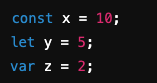 const x = 10;
let y = 5;
var z = 2;